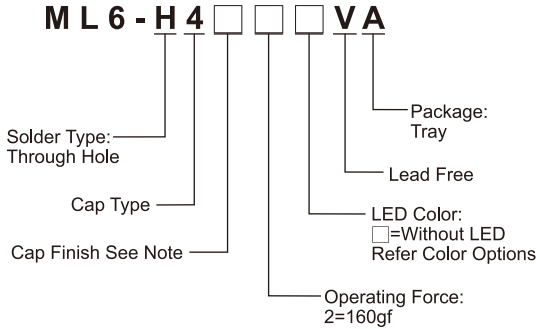 ML6-H4□□□VA
Solder Type:
Through Hole
Cap Type
Cap Finish See Note
Package:
Tray
Lead Free
LED Color:
□=Without LED
Refer Color Options
Operating Force:
2=160gf